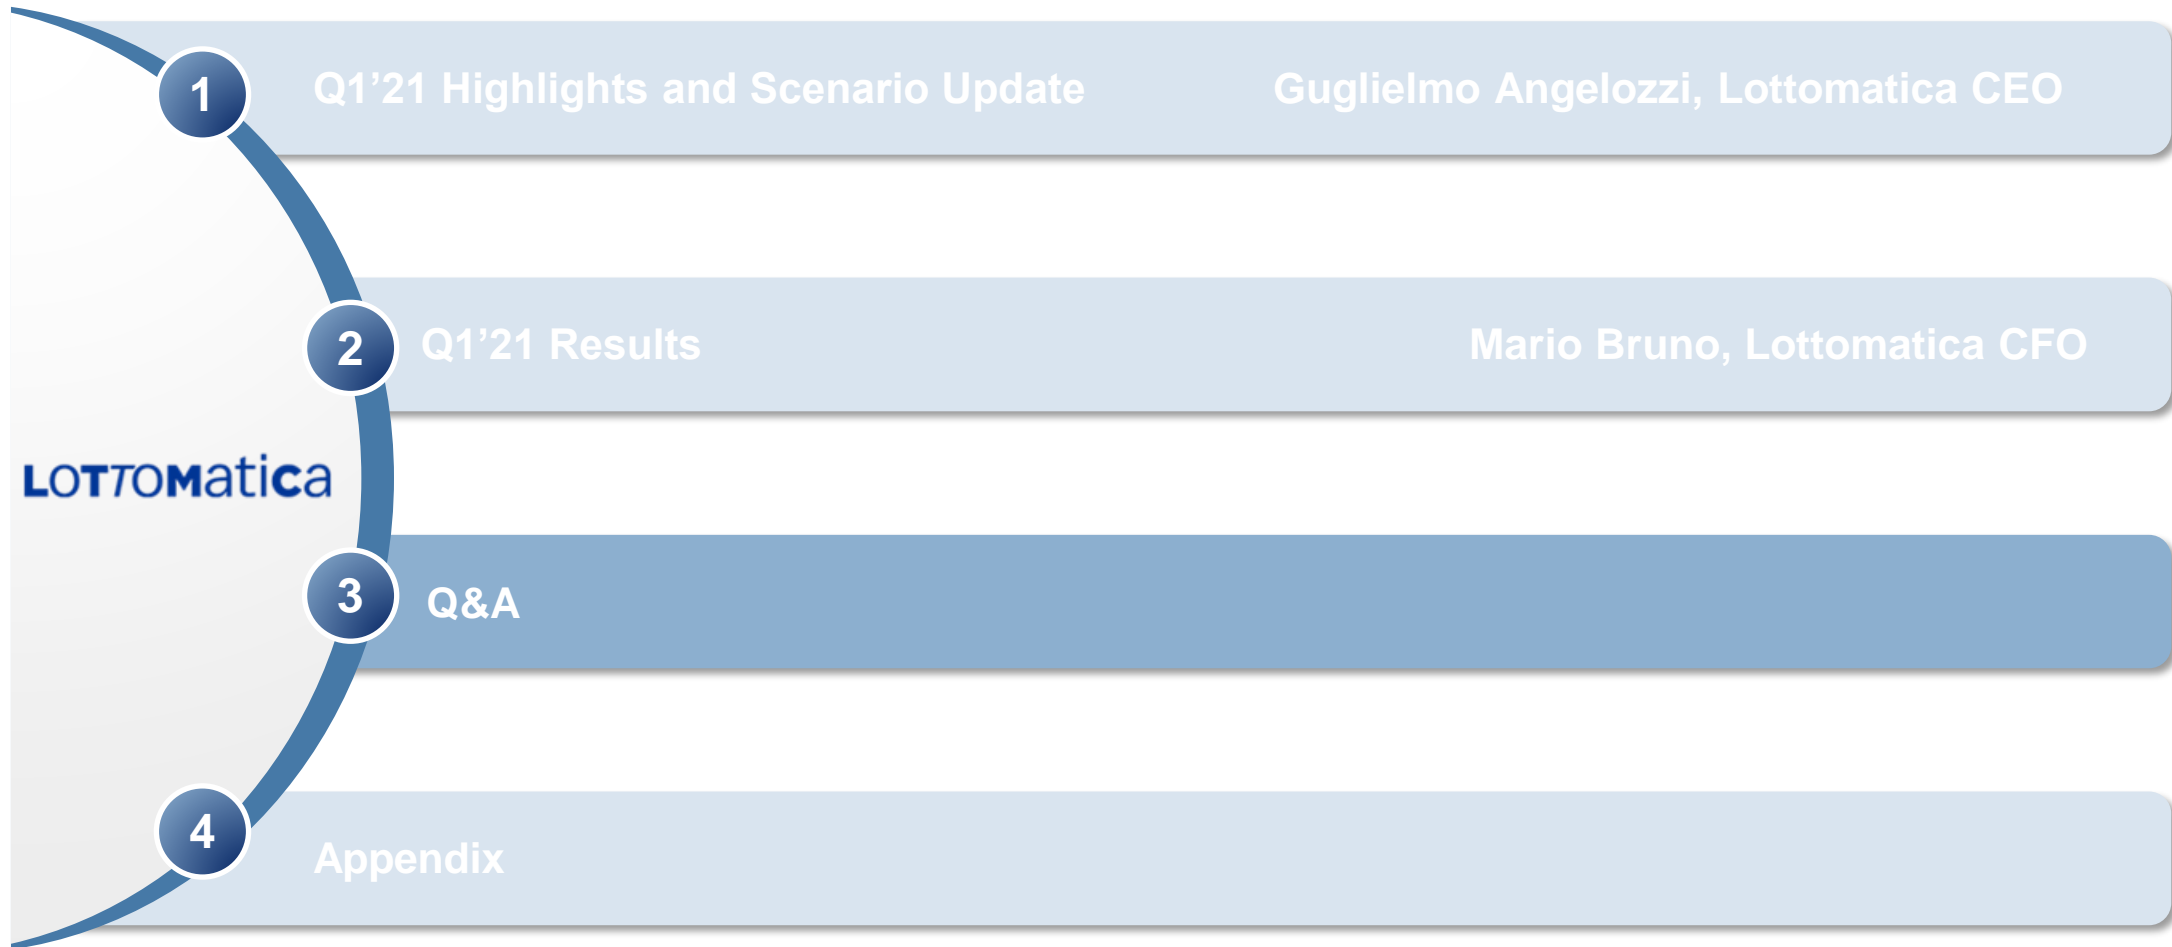 1 Q1’21 Highlights and Scenario Update Guglielmo Angelozzi, Lottomatica CEO
2 Q1’21 Results Mario Bruno, Lottomatica CFO
LOTTOMatica
3 Q&A
4 Appendix